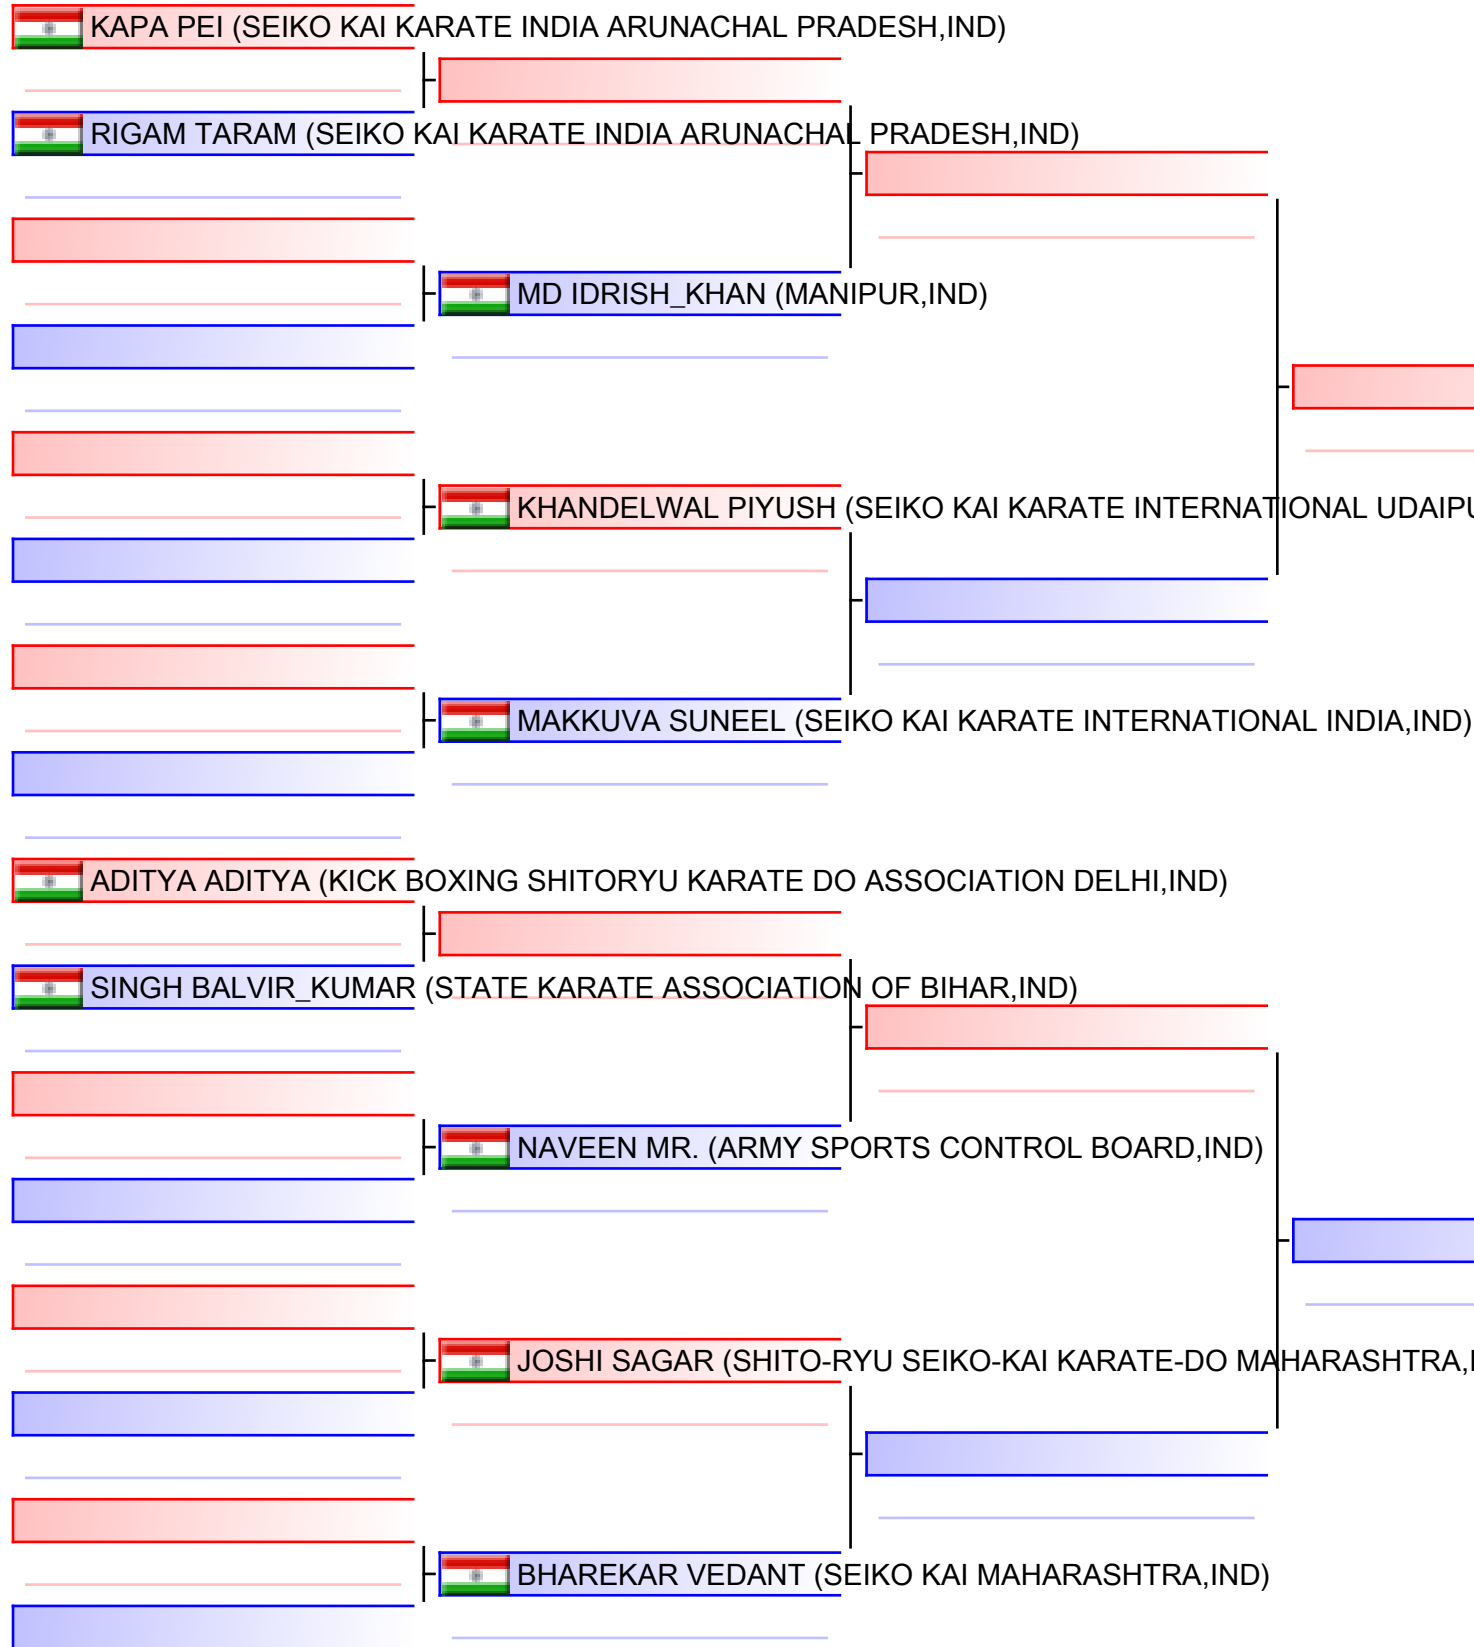 KAPA PEI (SEIKO KAI KARATE INDIA ARUNACHAL PRADESH,IND)
RIGAM TARAM (SEIKO KAI KARATE INDIA ARUNACHAL PRADESH,IND)
MD IDRISH_KHAN (MANIPUR,IND)
KHANDELWAL PIYUSH (SEIKO KAI KARATE INTERNATIONAL UDAIPU
MAKKUVA SUNEEL (SEIKO KAI KARATE INTERNATIONAL INDIA,IND)
ADITYA ADITYA (KICK BOXING SHITORYU KARATE DO ASSOCIATION DELHI,IND)
SINGH BALVIR_KUMAR (STATE KARATE ASSOCIATION OF BIHAR,IND)
NAVEEN MR. (ARMY SPORTS CONTROL BOARD,IND)
JOSHI SAGAR (SHITO-RYU SEIKO-KAI KARATE-DO MAHARASHTRA,
BHAREKAR VEDANT (SEIKO KAI MAHARASHTRA,IND)